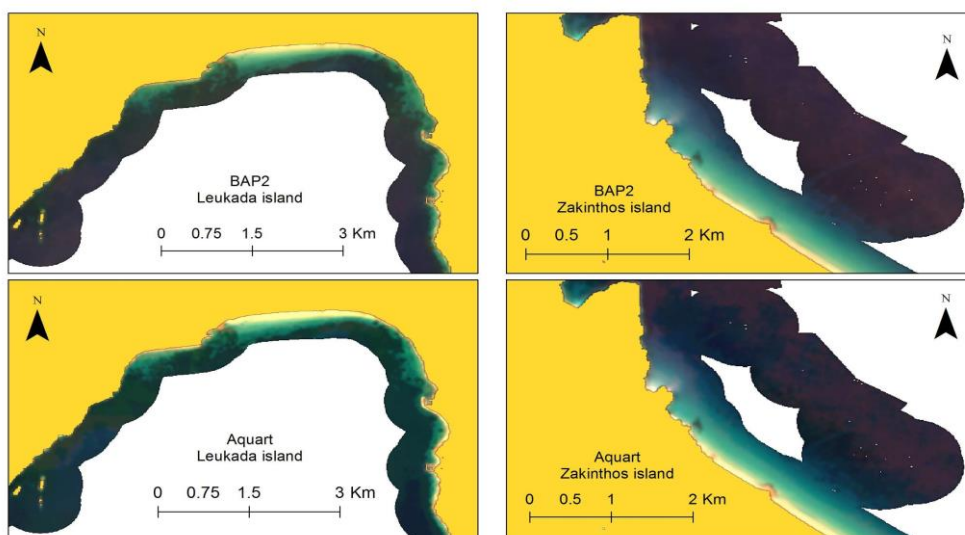 N
BAP2
Leukada island
0 0.75 1.5 3 Km
N
BAP2
Zakinthos island
0 0.5 1 2 Km
N
Aquart
Leukada island
0 0.75 1.5 3 Km
N
Aquart
Zakinthos island
0 0.5 1 2 Km